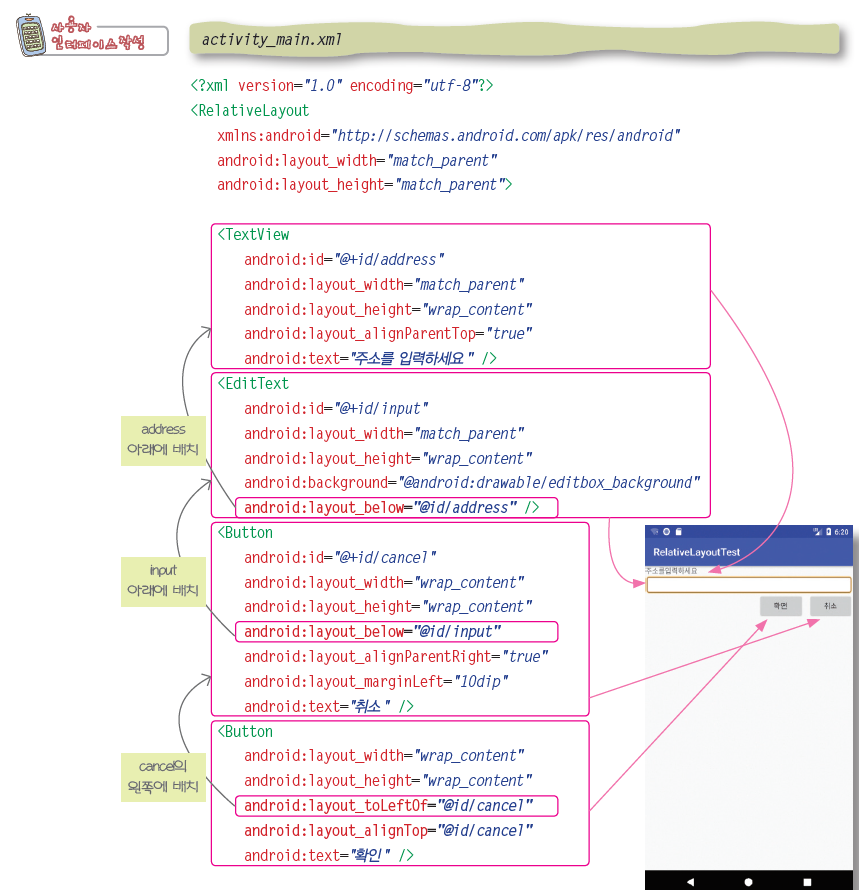 사용자
인터페이스작성
activity_main.xml
<?xml version="1.0" encoding="utf-8"?>
<RelativeLayout
xmlns:android="http://schemas.android.com/apk/res/android"
android:layout_width="match_parent"
android:layout_height="match_parent">
<TextView
android:id="@+id/address"
android:layout_width="match_parent"
android:layout_height="wrap_content"
android:layout_alignParentTop="true"
android:text="주소를 입력하세요" />
<EditText
android:id="@+id/input"
android:layout_width="match_parent"
android:layout_height="wrap_content"
android:background="@android:drawable/editbox_background"
android:layout_below="@id/address" />
<Button
android:id="@+id/cancel"
android:layout_width="wrap_content"
android:layout_height="wrap_content"
android:layout_below="@id/input"
android:layout_alignParentRight="true"
android:layout_marginLeft="10dip"
android:text="취소" />
<Button
android:layout_width="wrap_content"
android:layout_height="wrap_content"
android:layout_toLeftOf="@id/cancel"
android:layout_alignTop="@id/cancel"
android:text="확인" />
address
아래에 배치
input
아래에 배치
cancel의
왼쪽에 배치
6:20
RelativeLayoutTest
주소를입력하세요
확인
취소